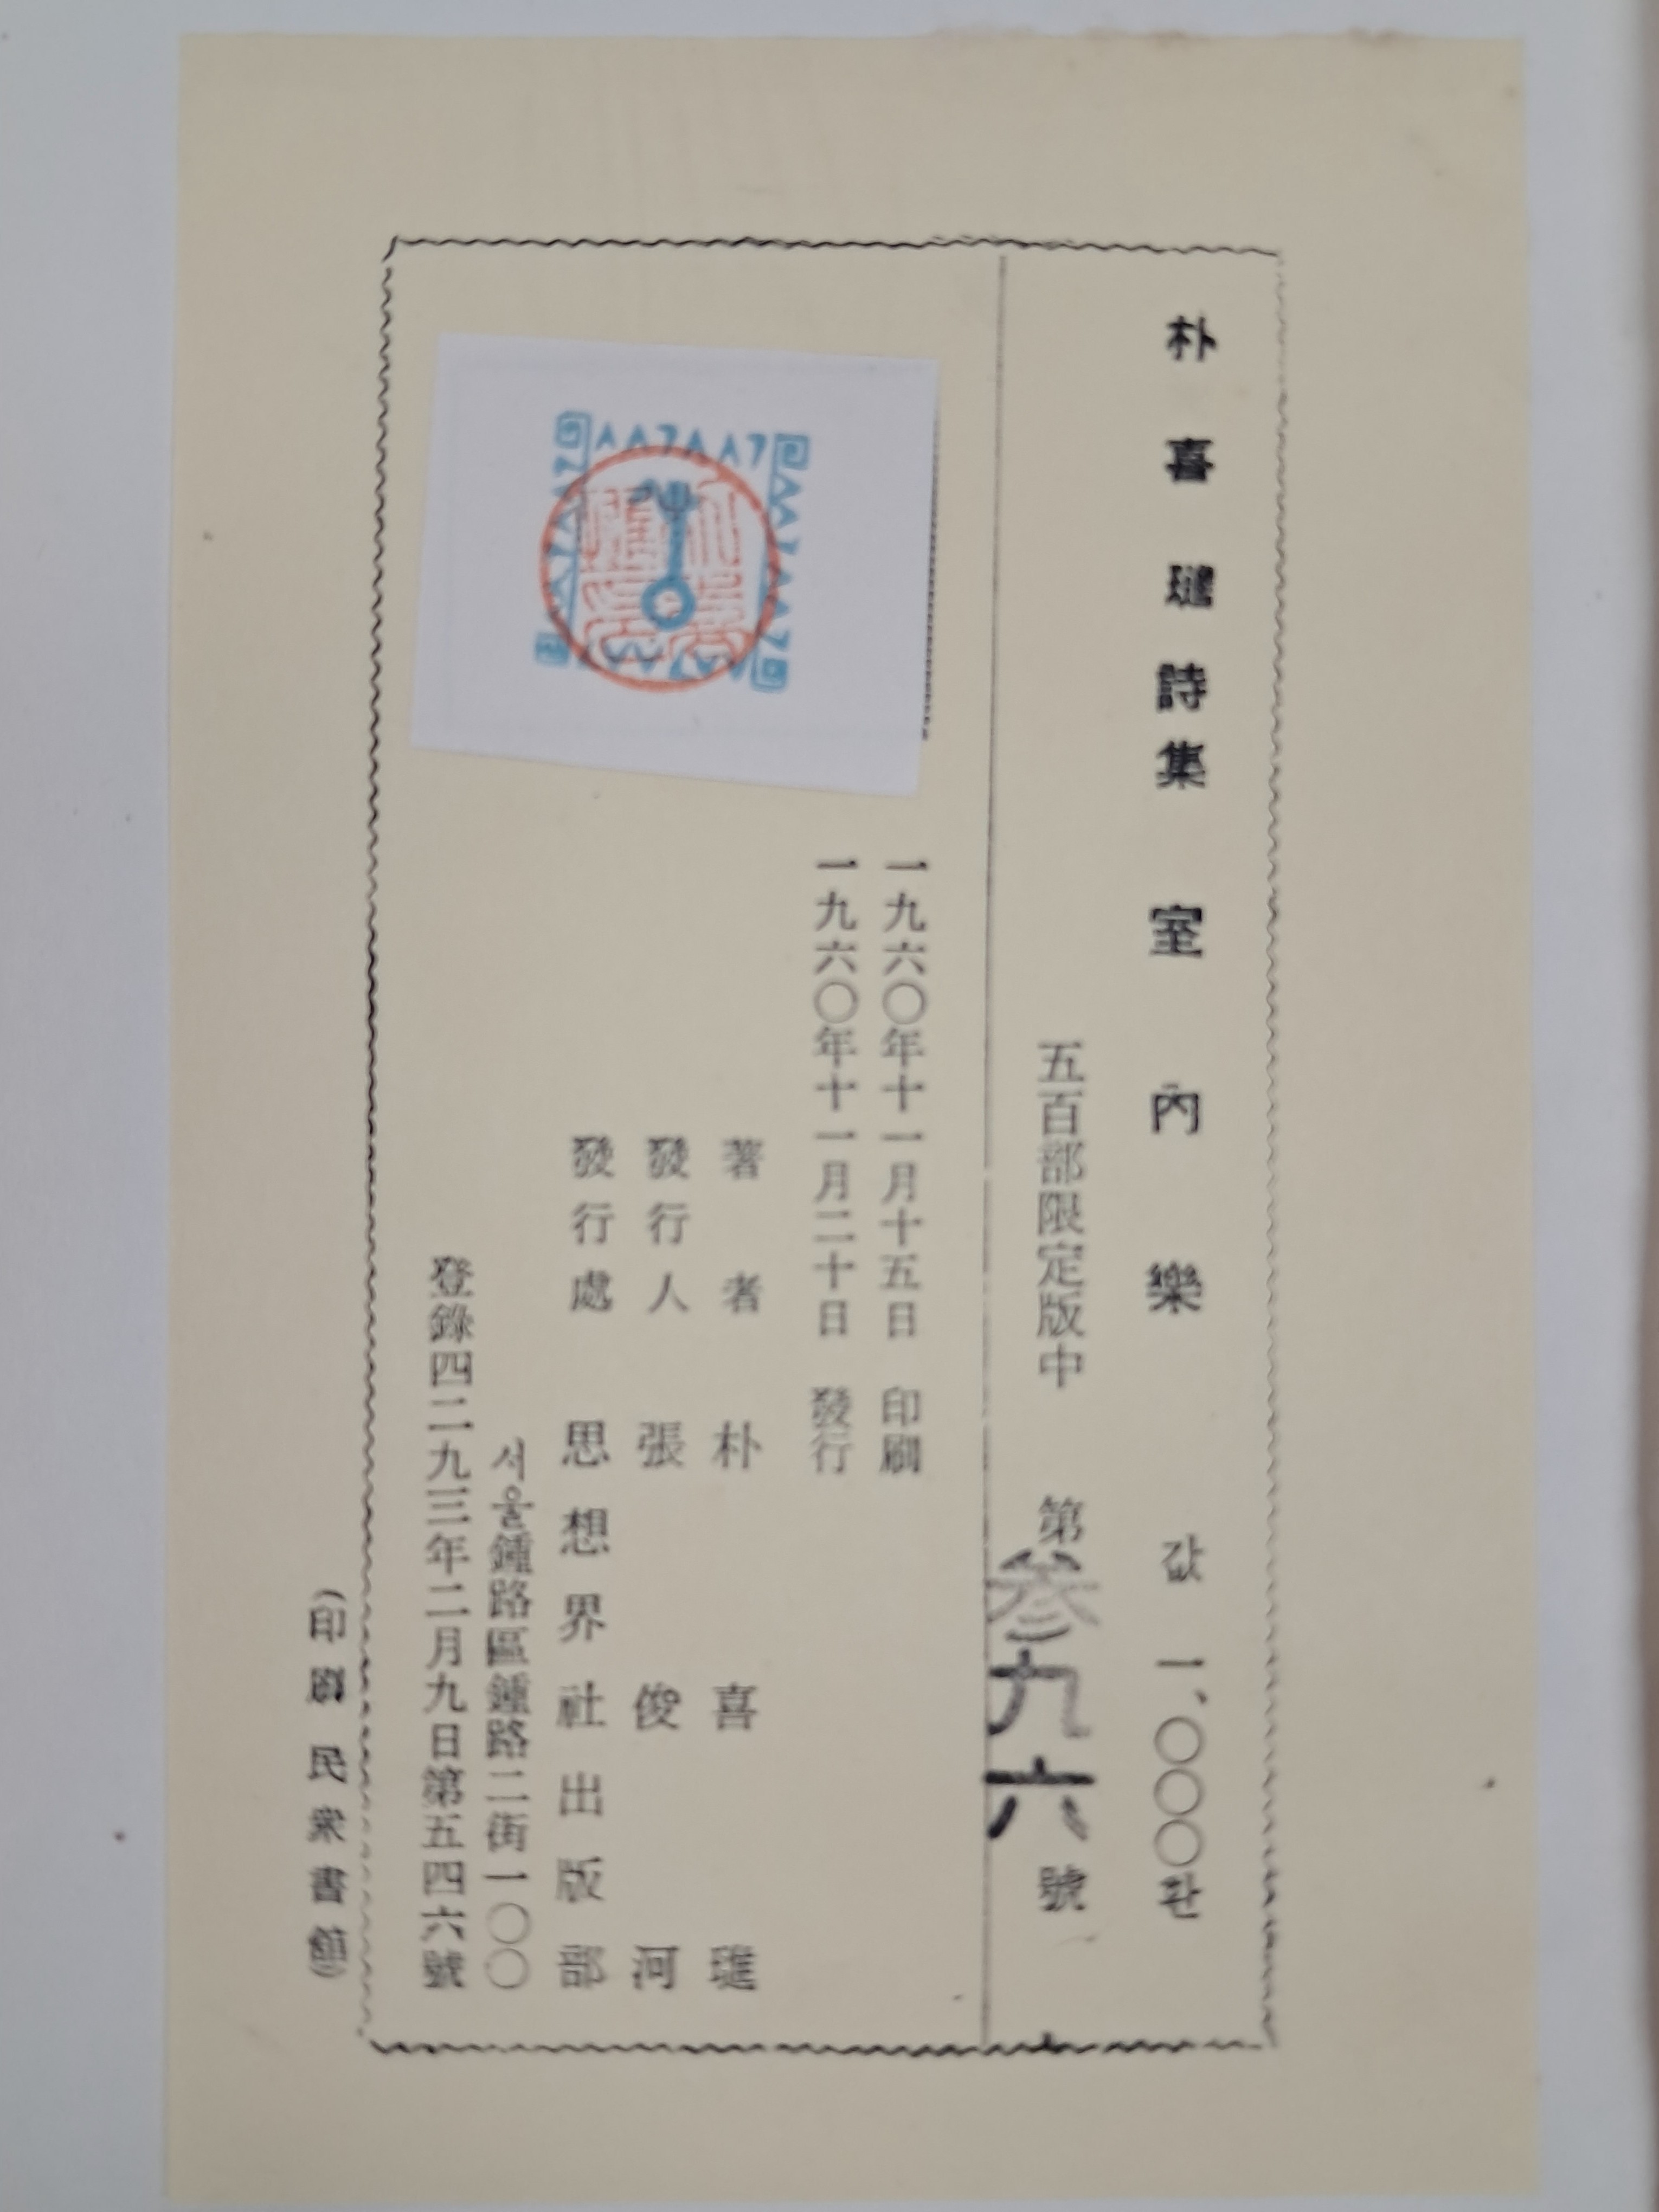 朴喜璡詩集 室內樂 값 一、〇〇〇환
五百部限定版中 第參九六號
一九六〇年十一月十五日 印刷
一九六〇年十一月二十日 發行
著者 朴喜璡
發行人 張俊河
發行處 思想界社出版部
서울鍾路區鍾路二街一〇〇
登錄四二九三年二月九日第五四六號
(印刷 民衆書館)